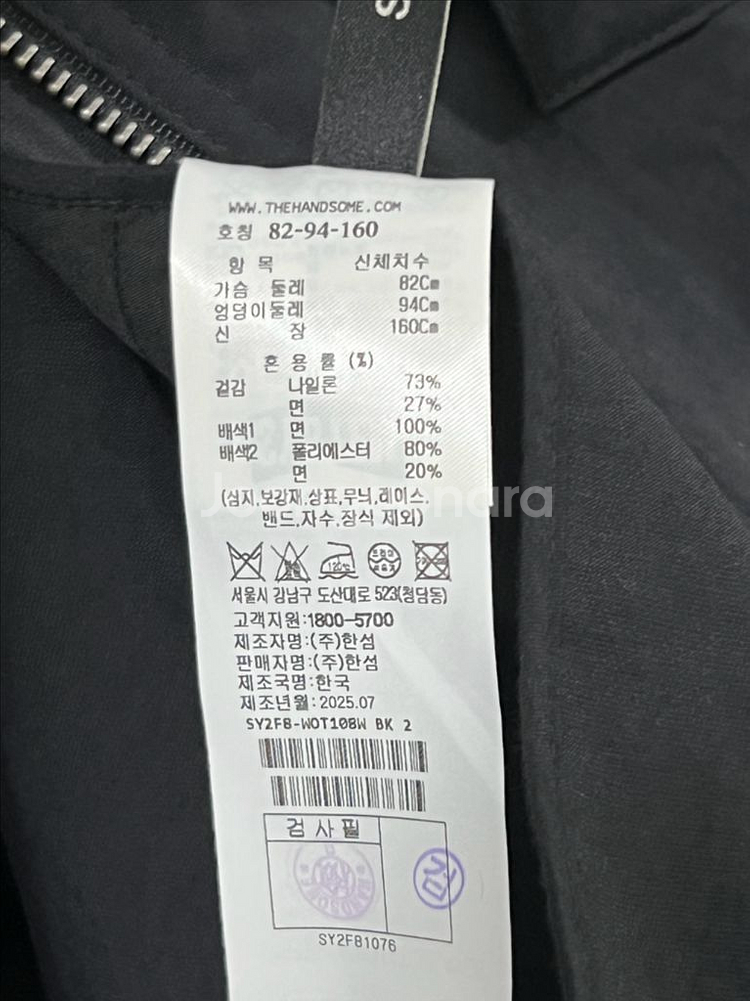 S
WWW.THEHANDSOME.COM
호칭 82-94-160
항 목 신체치수
가슴 둘레 82Cm
엉덩이둘레 94Cm
신 장 160Cm
혼 용 률 (%)
겉감 나일론 73%
면 27%
배색1 면 100%
배색2 폴리에스터 80%
면 20%
(심지,보강재,상표,무늬,레이스,
밴드,자수,장식 제외)
120℃
드라이
서울시 강남구 도산대로 523(청담동)
고객지원:1800-5700
제조자명:(주)한섬
판매자명:(주)한섬
제조국명:한국
제조년월:2025.07
SY2F8-WOT108W BK 2
검 사 필
SY2F81076